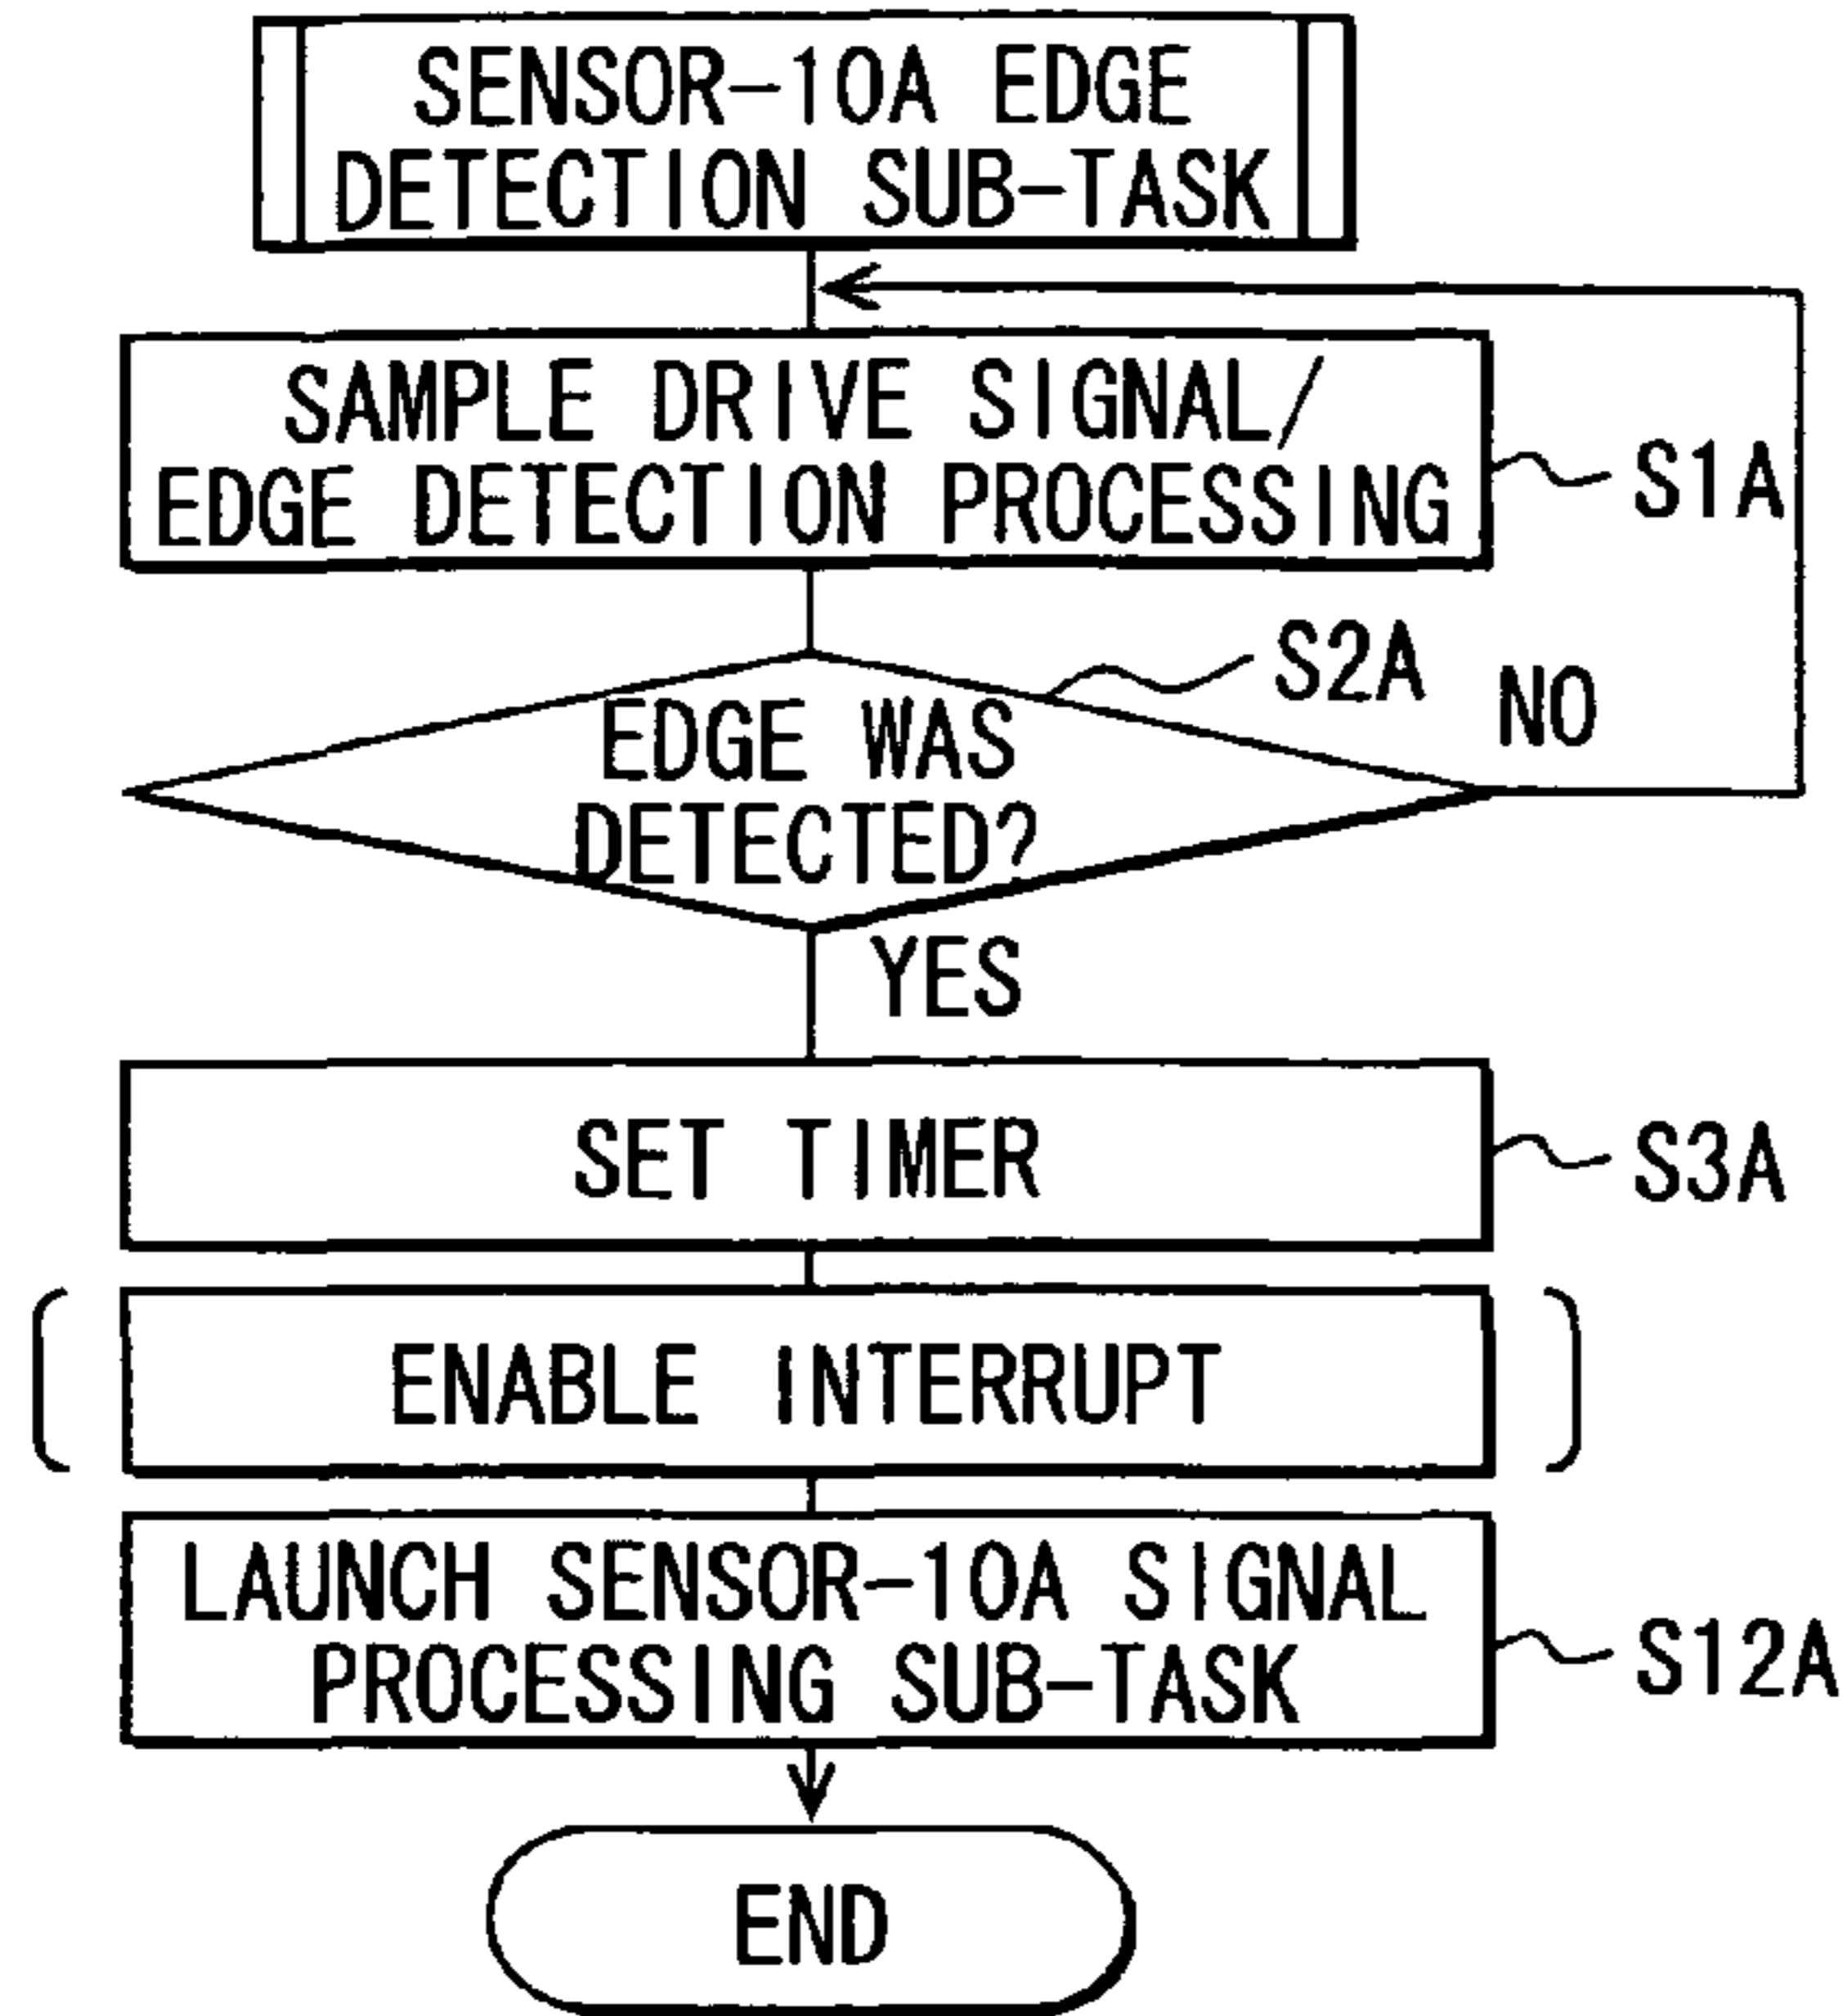 SENSOR-10A EDGE
DETECTION SUB-TASK
SAMPLE DRIVE SIGNAL/
EDGE DETECTION PROCESSING
S1A
S2A
EDGE WAS
DETECTED?
NO
YES
SET TIMER
S3A
ENABLE INTERRUPT
LAUNCH SENSOR-10A SIGNAL
PROCESSING SUB-TASK
S12A
END